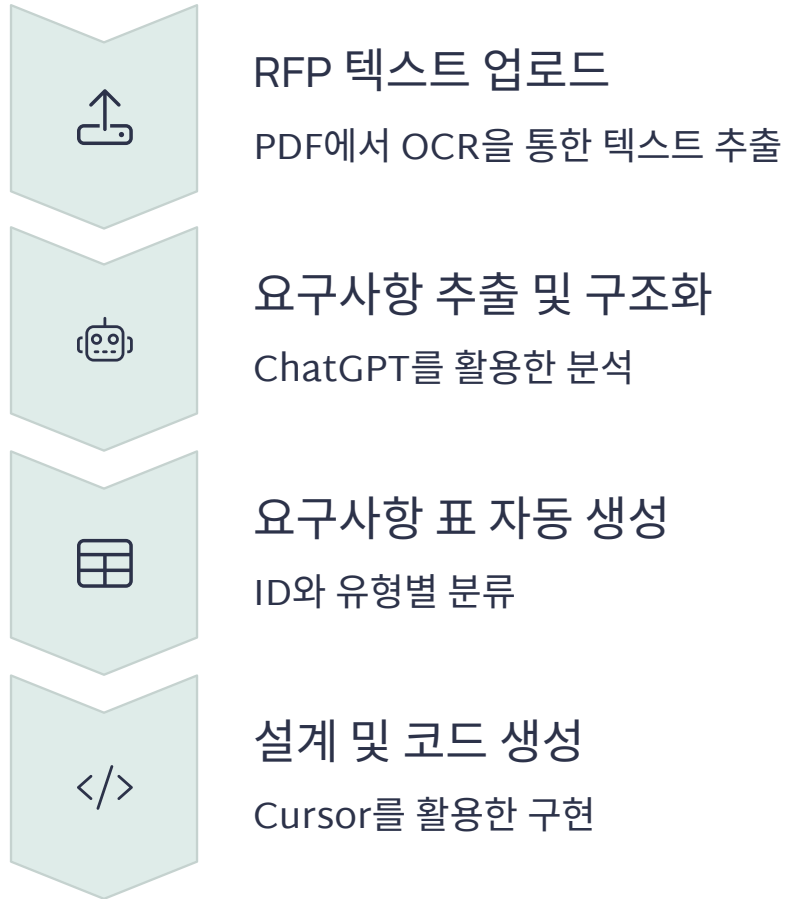 RFP 텍스트 업로드
PDF에서 OCR을 통한 텍스트 추출
요구사항 추출 및 구조화
ChatGPT를 활용한 분석
요구사항 표 자동 생성
ID와 유형별 분류
설계 및 코드 생성
Cursor를 활용한 구현